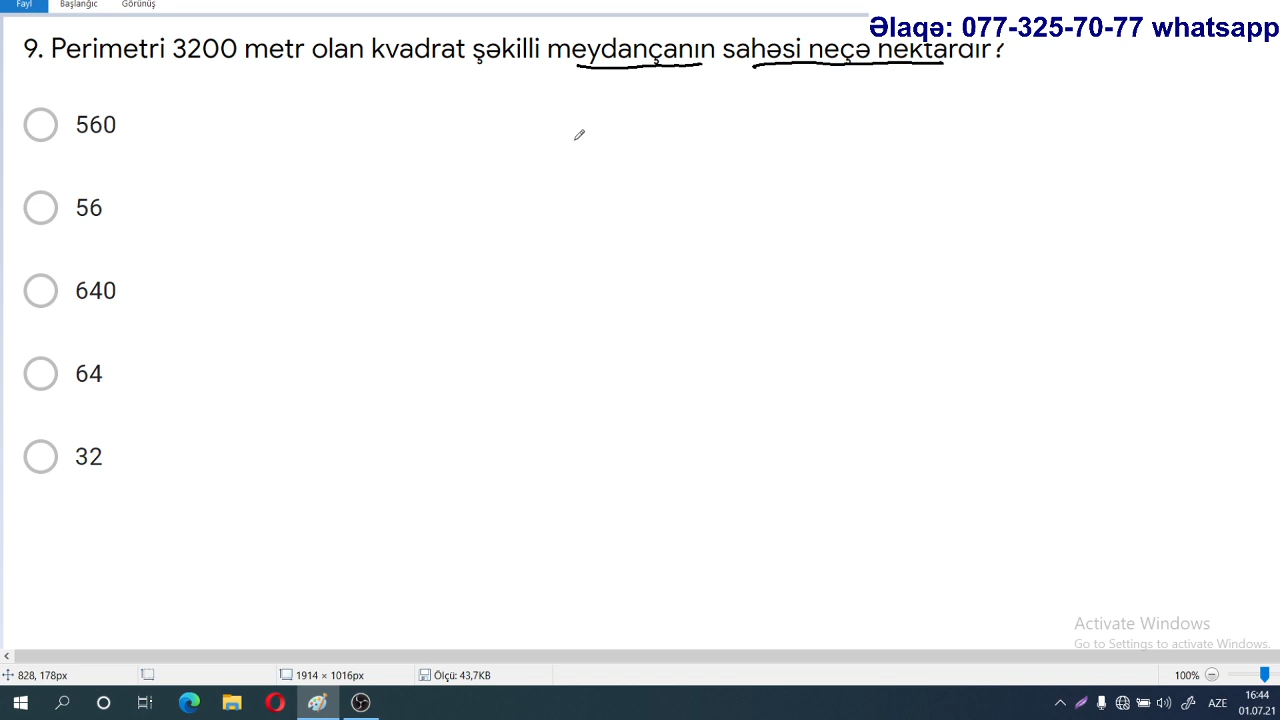 Fayl Başlanğıc Görünüş
Əlaqə: 077-325-70-77 whatsapp
9. Perimetri 3200 metr olan kvadrat şəkilli meydançanın sahəsi neçə hektardır?
560
56
640
64
32
Activate Windows
Go to Settings to activate Windows.
828, 178px 1914 × 1016px Ölçü: 43,7KB 100%
AZE 16:44
01.07.21